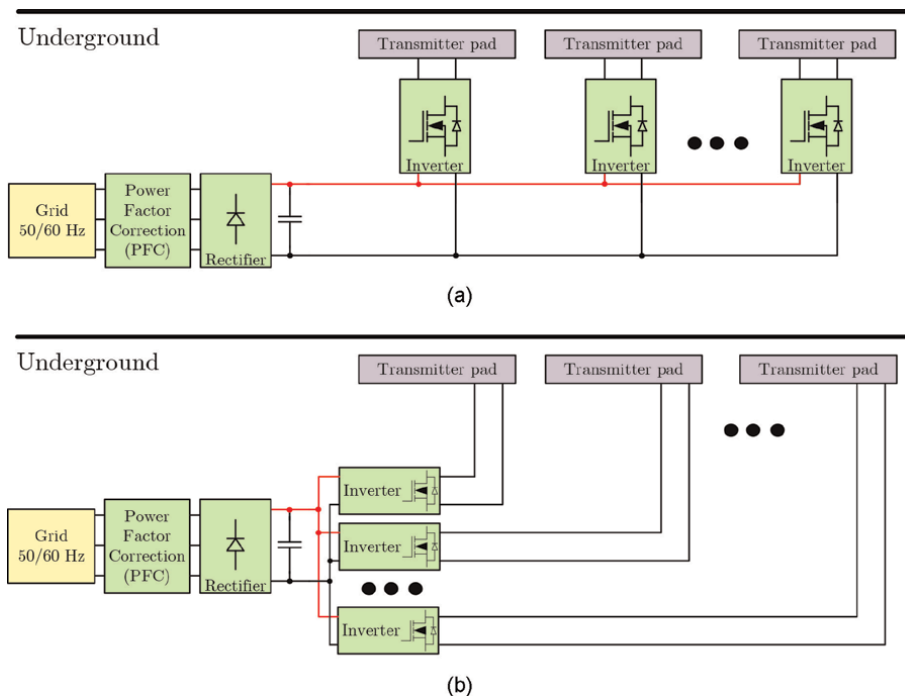 Underground
Transmitter pad
Transmitter pad
Transmitter pad
Inverter
Inverter
Inverter
Grid
50/60 Hz
Power
Factor
Correction
(PFC)
Rectifier
(a)
Underground
Transmitter pad
Transmitter pad
Transmitter pad
Inverter
Inverter
Inverter
Grid
50/60 Hz
Power
Factor
Correction
(PFC)
Rectifier
(b)